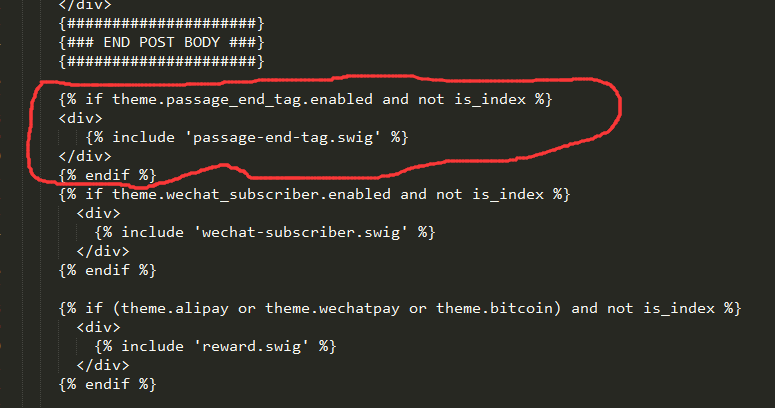 </div>
{#####################}
{### END POST BODY ###}
{#####################}
{% if theme.passage_end_tag.enabled and not is_index %}
<div>
{% include 'passage-end-tag.swig' %}
</div>
{% endif %}
{% if theme.wechat_subscriber.enabled and not is_index %}
<div>
{% include 'wechat-subscriber.swig' %}
</div>
{% endif %}
{% if (theme.alipay or theme.wechatpay or theme.bitcoin) and not is_index %}
<div>
{% include 'reward.swig' %}
</div>
{% endif %}